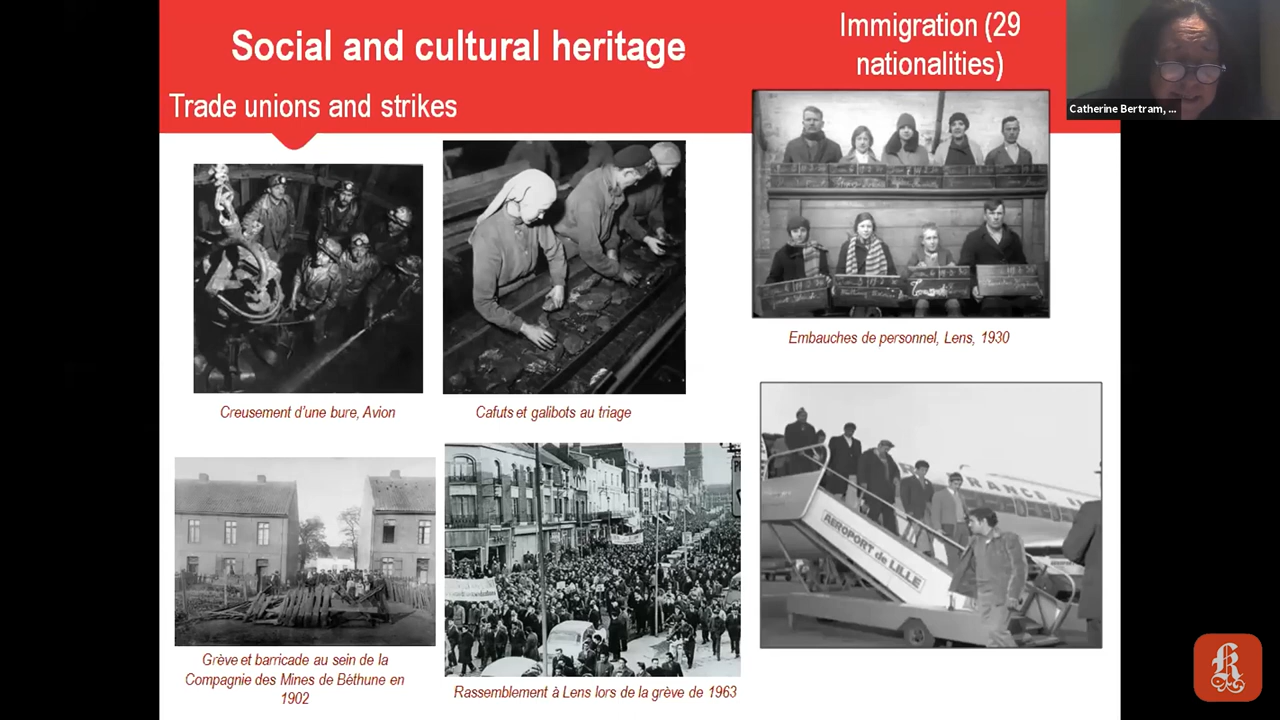 Social and cultural heritage
Immigration (29
nationalities)
Trade unions and strikes
Catherine Bertram, ...
Creusement d'une bure, Avion
Cafuts et galibots au triage
Embauches de personnel, Lens, 1930
AEROPORT de LILLE
Grève et barricade au sein de la
Compagnie des Mines de Béthune en
1902
Rassemblement à Lens lors de la grève de 1963